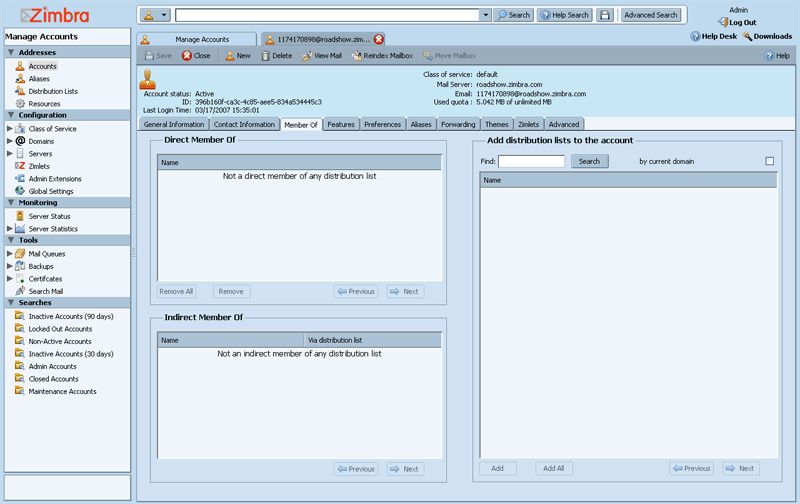 Zimbra
Search
Help Search
Advanced Search
Admin
Log Out
Manage Accounts
Manage Accounts
1174170898@roadshow.zim...
Help Desk
Downloads
Save
Close
New
Delete
View Mail
Reindex Mailbox
Move Mailbox
Help
Addresses
Accounts
Aliases
Distribution Lists
Resources
Configuration
Class of Service
Domains
Servers
Zimlets
Admin Extensions
Global Settings
Monitoring
Server Status
Server Statistics
Tools
Mail Queues
Backups
Certifcates
Search Mail
Searches
Inactive Accounts (90 days)
Locked Out Accounts
Non-Active Accounts
Inactive Accounts (30 days)
Admin Accounts
Closed Accounts
Maintenance Accounts
Class of service: default
Mail Server: roadshow.zimbra.com
Account status: Active
Email: 1174170898@roadshow.zimbra.com
ID: 396b160f-ca3c-4c85-aee5-834a534445c3
Used quota: 5.042 MB of unlimited MB
Last Login Time: 03/17/2007 15:35:01
General Information
Contact Information
Member Of
Features
Preferences
Aliases
Forwarding
Themes
Zimlets
Advanced
Direct Member Of
Name
Not a direct member of any distribution list
Remove All
Remove
Previous
Next
Indirect Member Of
Name
Via distribution list
Not an indirect member of any distribution list
Previous
Next
Add distribution lists to the account
Find:
Search
by current domain
Name
Add
Add All
Previous
Next